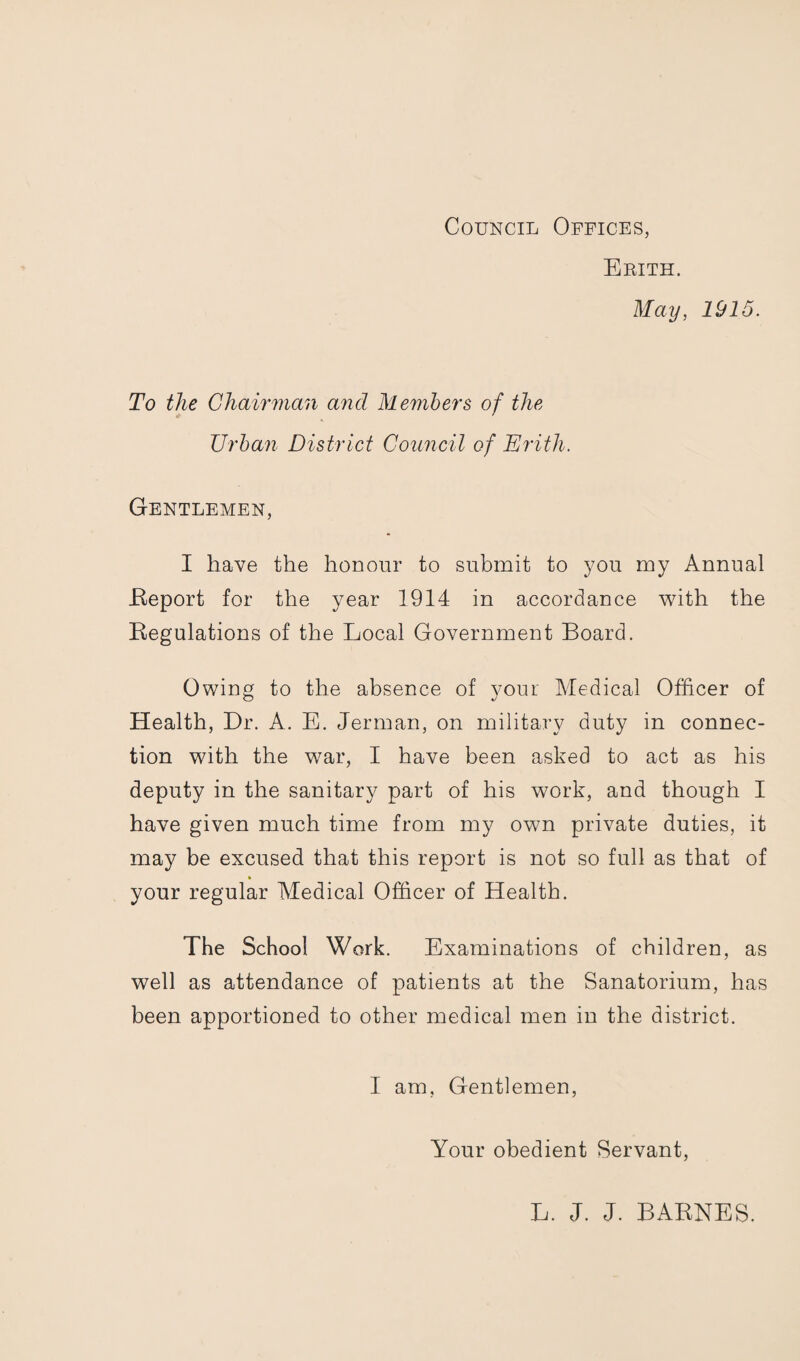 COUNCIL OFFICES,
ERITH.
May, 1915.
To the Chairman and Members of the
Urban District Council of Erith.
GENTLEMEN,
I have the honour to submit to you my Annual
Report for the year 1914 in accordance with the
Regulations of the Local Government Board.
Owing to the absence of your Medical Officer of
Health, Dr. A. E. Jerman, on military duty in connec-
tion with the war, I have been asked to act as his
deputy in the sanitary part of his work, and though I
have given much time from my own private duties, it
may be excused that this report is not so full as that of
your regular Medical Officer of Health.
The School Work. Examinations of children, as
well as attendance of patients at the Sanatorium, has
been apportioned to other medical men in the district.
I am, Gentlemen,
Your obedient Servant,
L. J. J. BARNES.